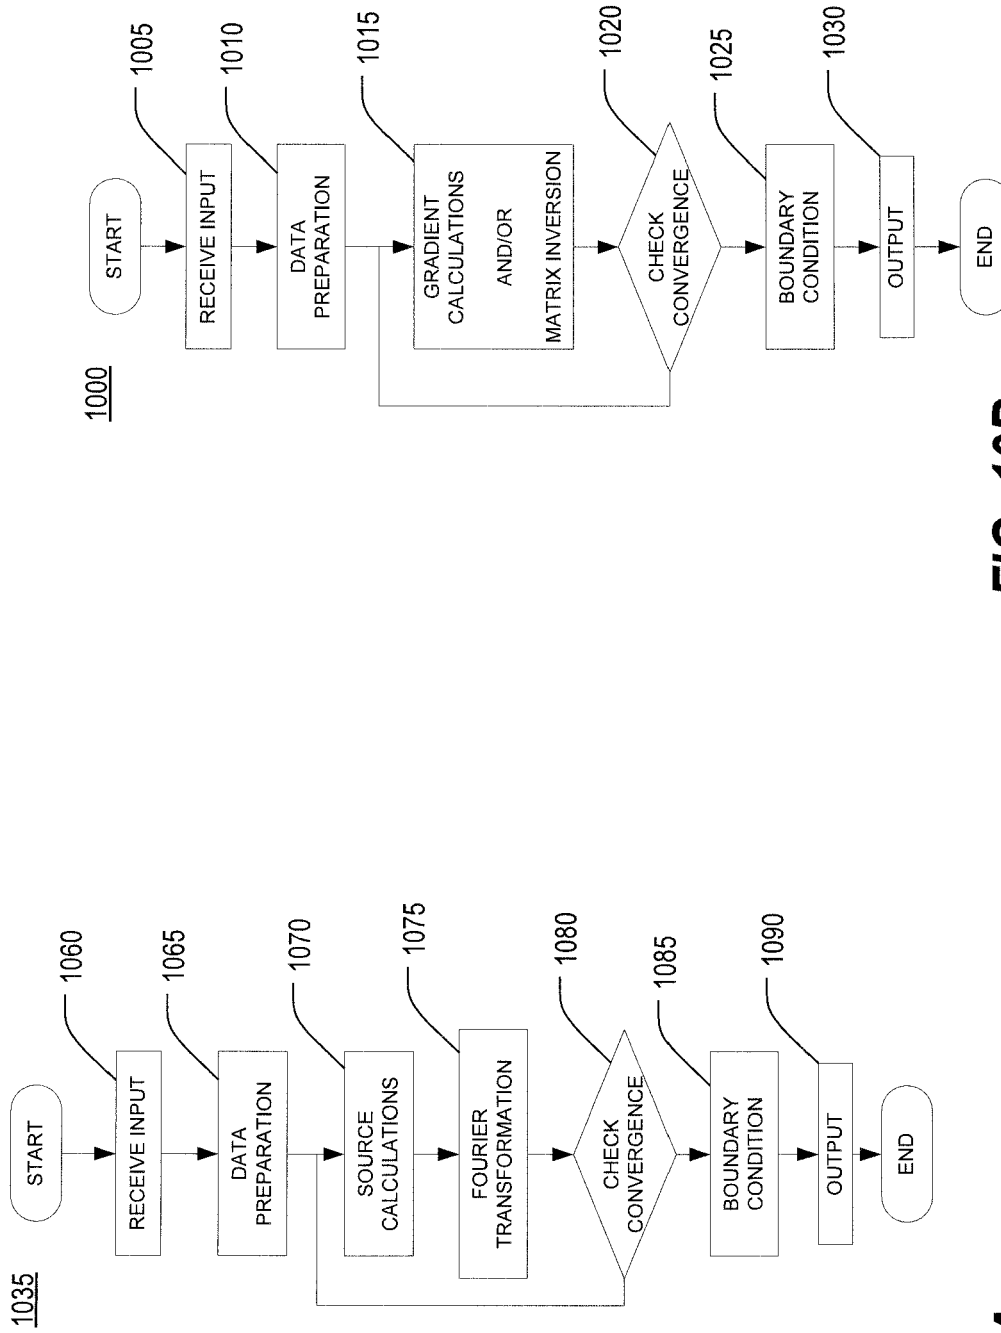 1035
START
RECEIVE INPUT
1060
DATA
PREPARATION
1065
SOURCE
CALCULATIONS
1070
FOURIER
TRANSFORMATION
1075
CHECK
CONVERGENCE
1080
BOUNDARY
CONDITION
1085
OUTPUT
1090
END
1000
START
RECEIVE INPUT
1005
DATA
PREPARATION
1010
GRADIENT
CALCULATIONS
AND/OR
MATRIX INVERSION
1015
CHECK
CONVERGENCE
1020
BOUNDARY
CONDITION
1025
OUTPUT
1030
END
FIG.